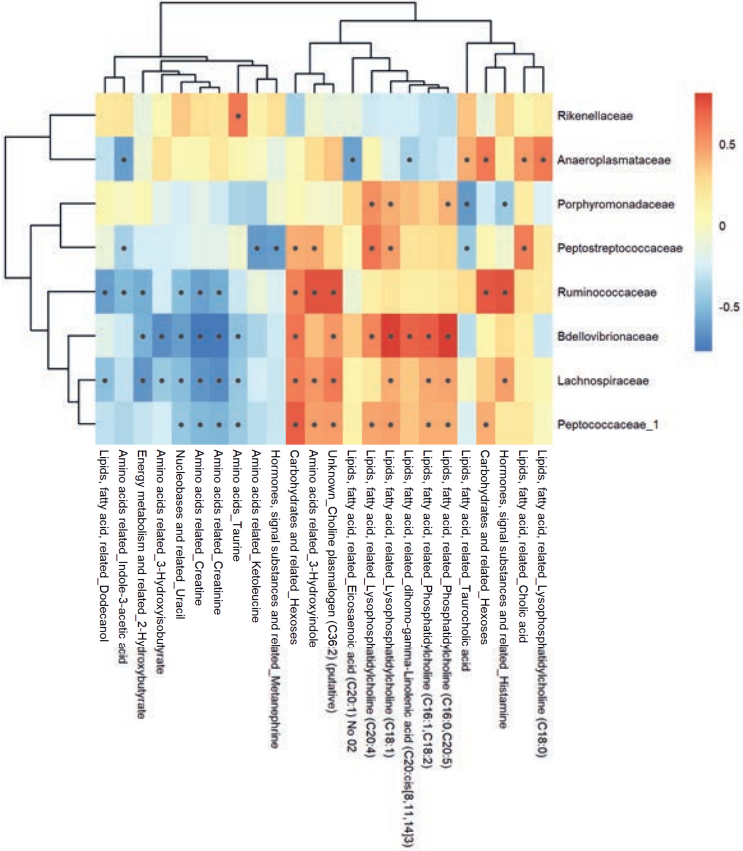 Rikenellaceae
Anaeroplasmataceae
Porphyromonadaceae
Peptostreptococcaceae
Ruminococcaceae
Bdellovibrionaceae
Lachnospiraceae
Peptococcaceae_1
0.5
0
-0.5
Lipids, fatty acid, related_Dodecanol
Amino acids related_Indole-3-acetic acid
Energy metabolism and related_2-Hydroxybutyrate
Amino acids related_3-Hydroxyisobutyrate
Nucleobases and related_Uracil
Amino acids related_Creatine
Amino acids related_Creatinine
Amino acids_Taurine
Amino acids related_Ketoleucine
Hormones, signal substances and related_Metanephrine
Carbohydrates and related_Hexoses
Amino acids related_3-Hydroxyindole
Unknown_Choline plasmalogen (C36:2) (putative)
Lipids, fatty acid, related_Eicosaenoic acid (C20:1) No 02
Lipids, fatty acid, related_Lysophosphatidylcholine (C20:4)
Lipids, fatty acid, related_Lysophosphatidylcholine (C18:1)
Lipids, fatty acid, related_dihomo-gamma-Linolenic acid (C20:cis[8,11,14]3)
Lipids, fatty acid, related_Phosphatidylcholine (C16:1,C18:2)
Lipids, fatty acid, related_Phosphatidylcholine (C16:0,C20:5)
Lipids, fatty acid, related_Taurocholic acid
Carbohydrates and related_Hexoses
Hormones, signal substances and related_Histamine
Lipids, fatty acid, related_Cholic acid
Lipids, fatty acid, related_Lysophosphatidylcholine (C18:0)